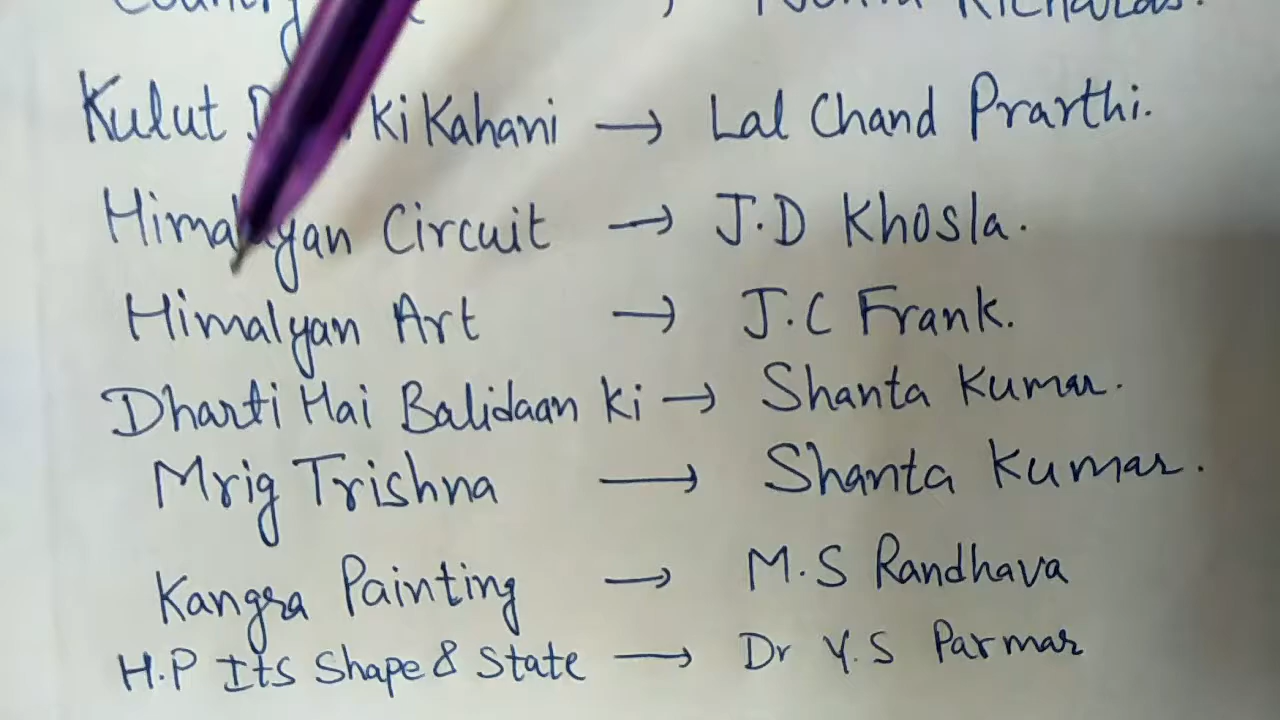 Kulut ki Kahani → Lal Chand Prarthi.
Himalyan Circuit → J.D Khosla.
Himalyan Art → J.C Frank.
Dharti Hai Balidaan ki → Shanta Kumar.
Mrig Trishna → Shanta Kumar.
Kangra Painting → M.S Randhava
H.P Its Shape & State → Dr Y.S Parmar